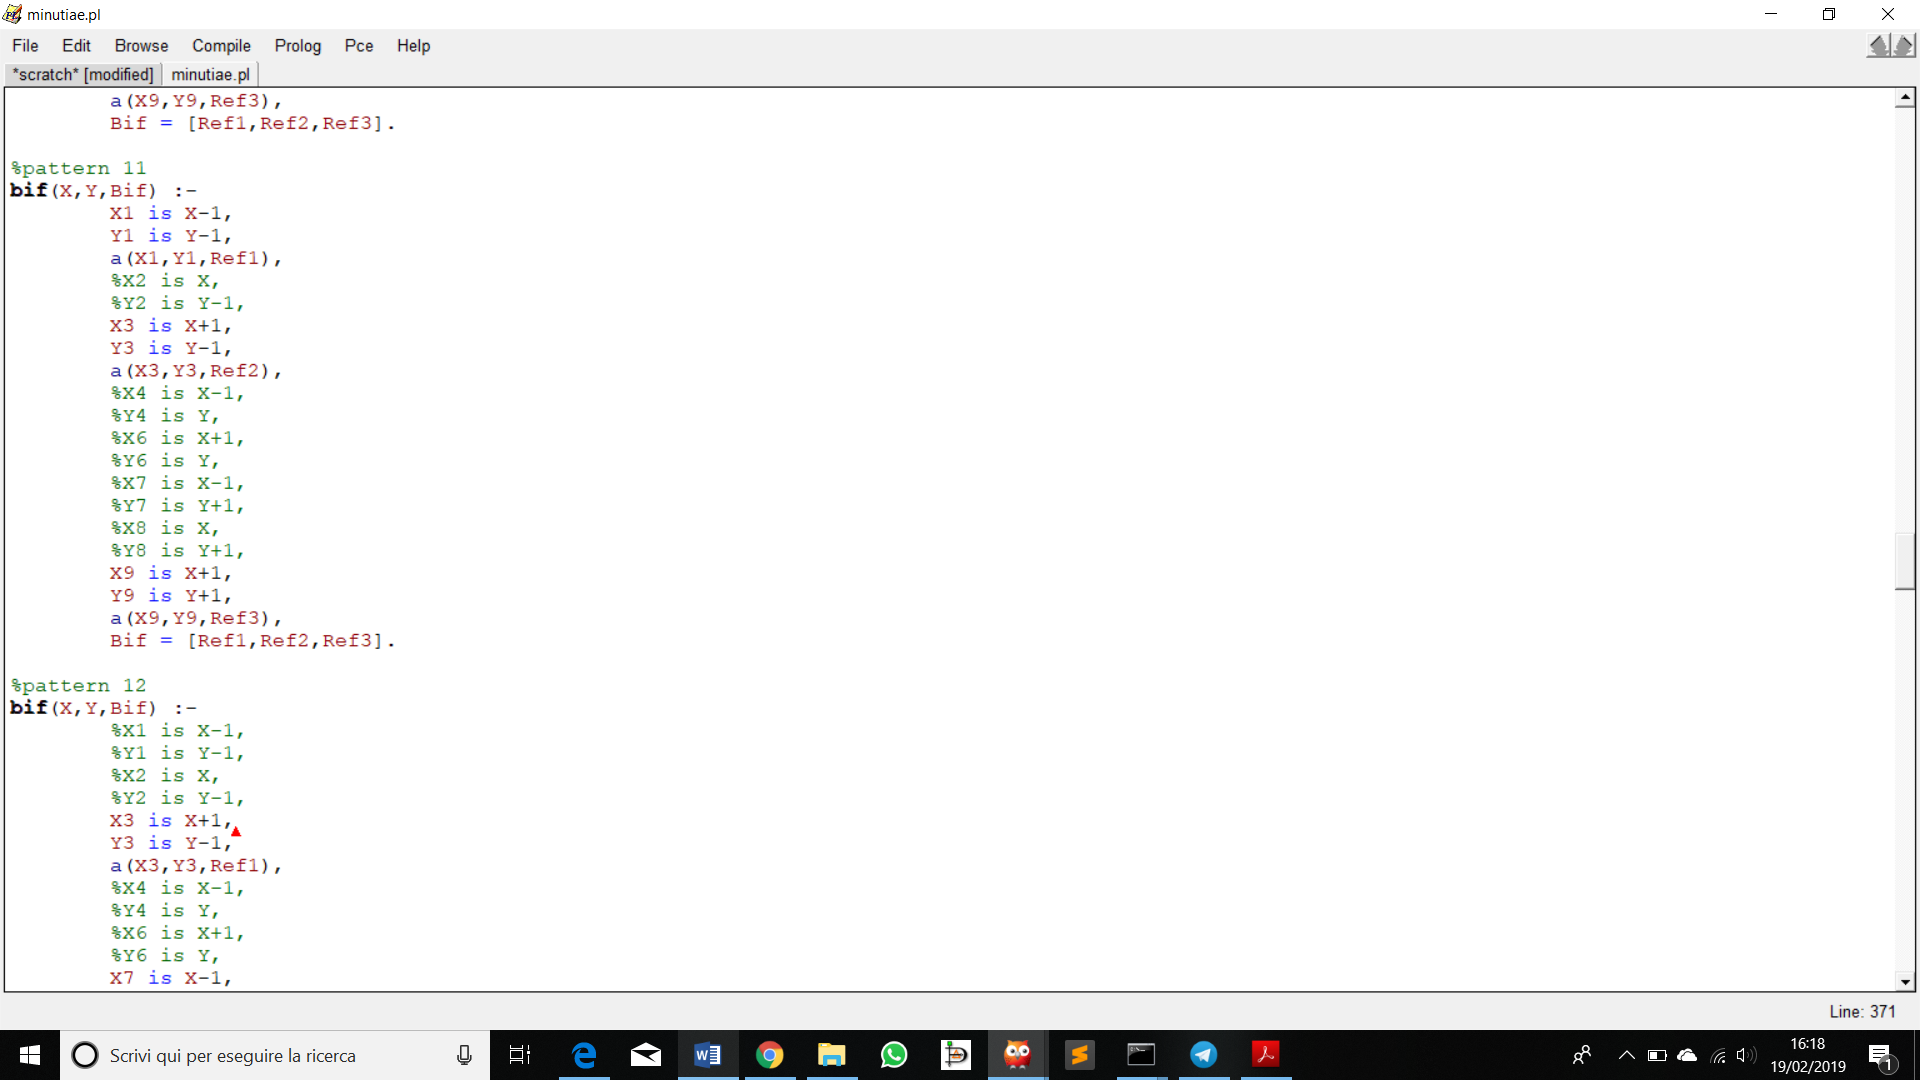 minutiae.pl
File Edit Browse Compile Prolog Pce Help
*scratch* [modified] minutiae.pl
a(X9,Y9,Ref3),
Bif = [Ref1,Ref2,Ref3].
%pattern 11
bif(X,Y,Bif) :-
X1 is X-1,
Y1 is Y-1,
a(X1,Y1,Ref1),
%X2 is X,
%Y2 is Y-1,
X3 is X+1,
Y3 is Y-1,
a(X3,Y3,Ref2),
%X4 is X-1,
%Y4 is Y,
%X6 is X+1,
%Y6 is Y,
%X7 is X-1,
%Y7 is Y+1,
%X8 is X,
%Y8 is Y+1,
X9 is X+1,
Y9 is Y+1,
a(X9,Y9,Ref3),
Bif = [Ref1,Ref2,Ref3].
%pattern 12
bif(X,Y,Bif) :-
%X1 is X-1,
%Y1 is Y-1,
%X2 is X,
%Y2 is Y-1,
X3 is X+1,
Y3 is Y-1,
a(X3,Y3,Ref1),
%X4 is X-1,
%Y4 is Y,
%X6 is X+1,
%Y6 is Y,
X7 is X-1,
Line: 371
Scrivi qui per eseguire la ricerca
16:18
19/02/2019
1